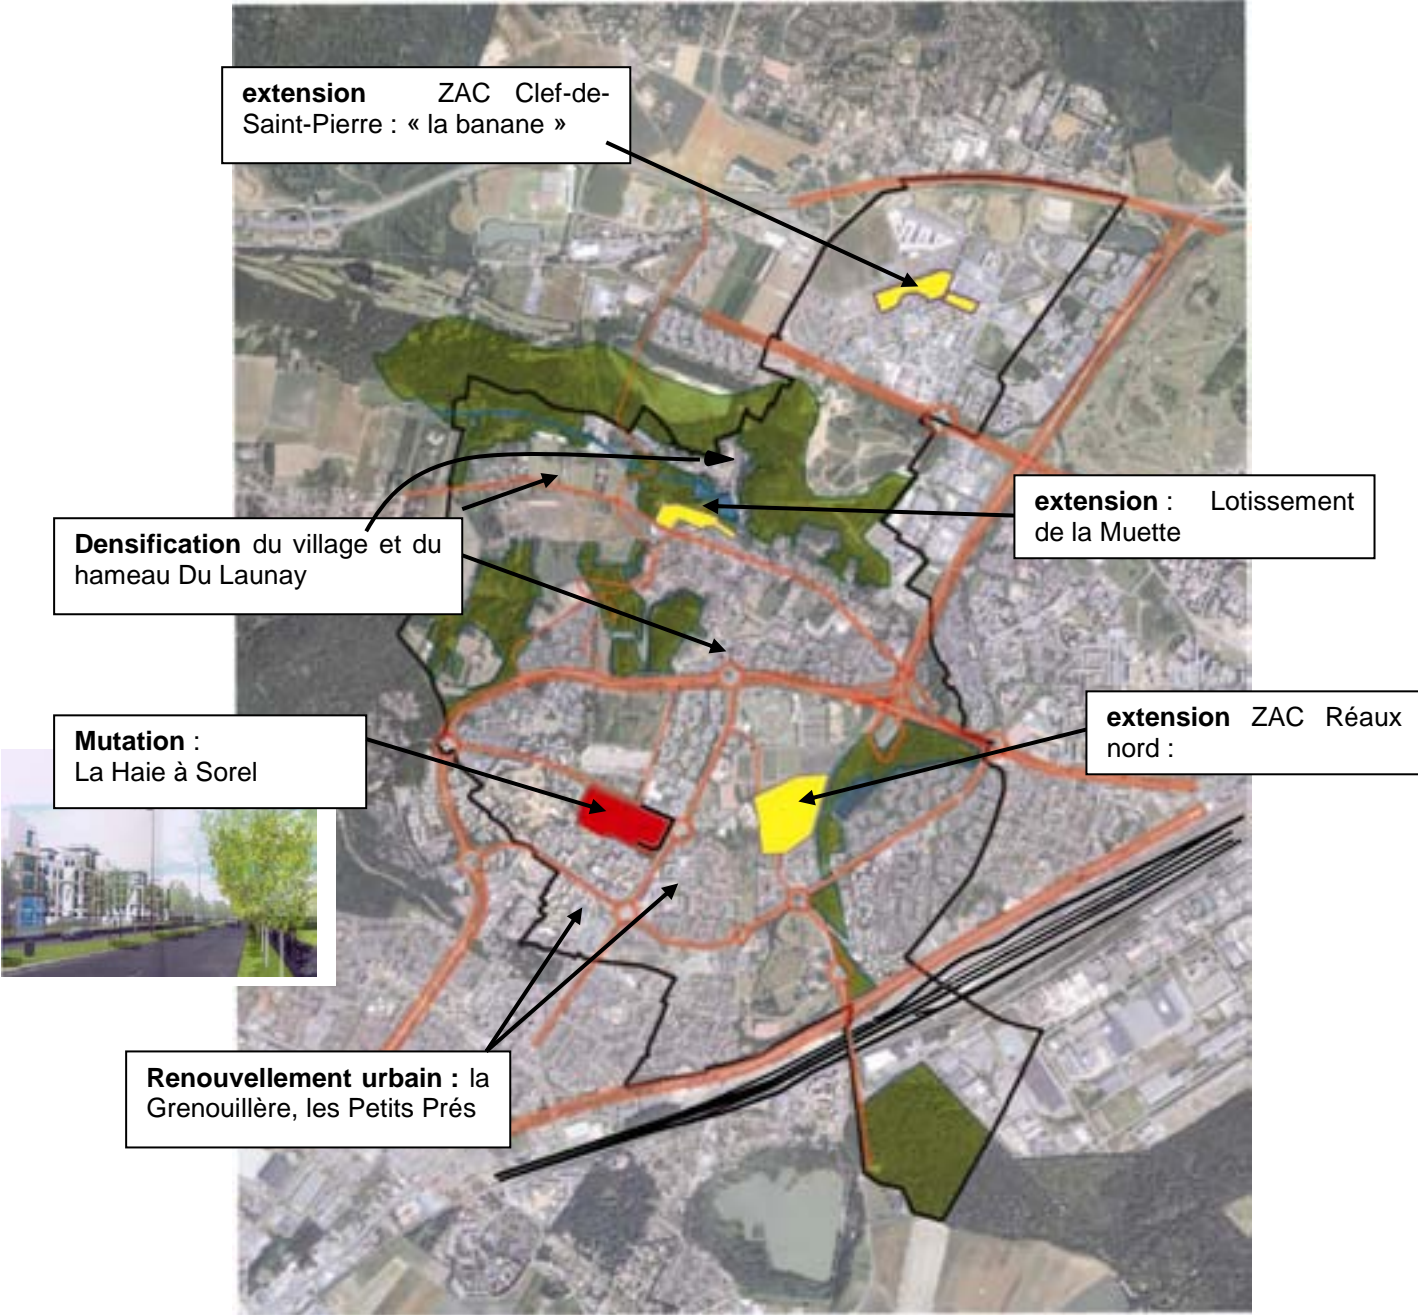 extension ZAC Clef-de-
Saint-Pierre : « la banane »
extension : Lotissement
de la Muette
Densification du village et du
hameau Du Launay
extension ZAC Réaux
nord :
Mutation :
La Haie à Sorel
Renouvellement urbain : la
Grenouillère, les Petits Prés